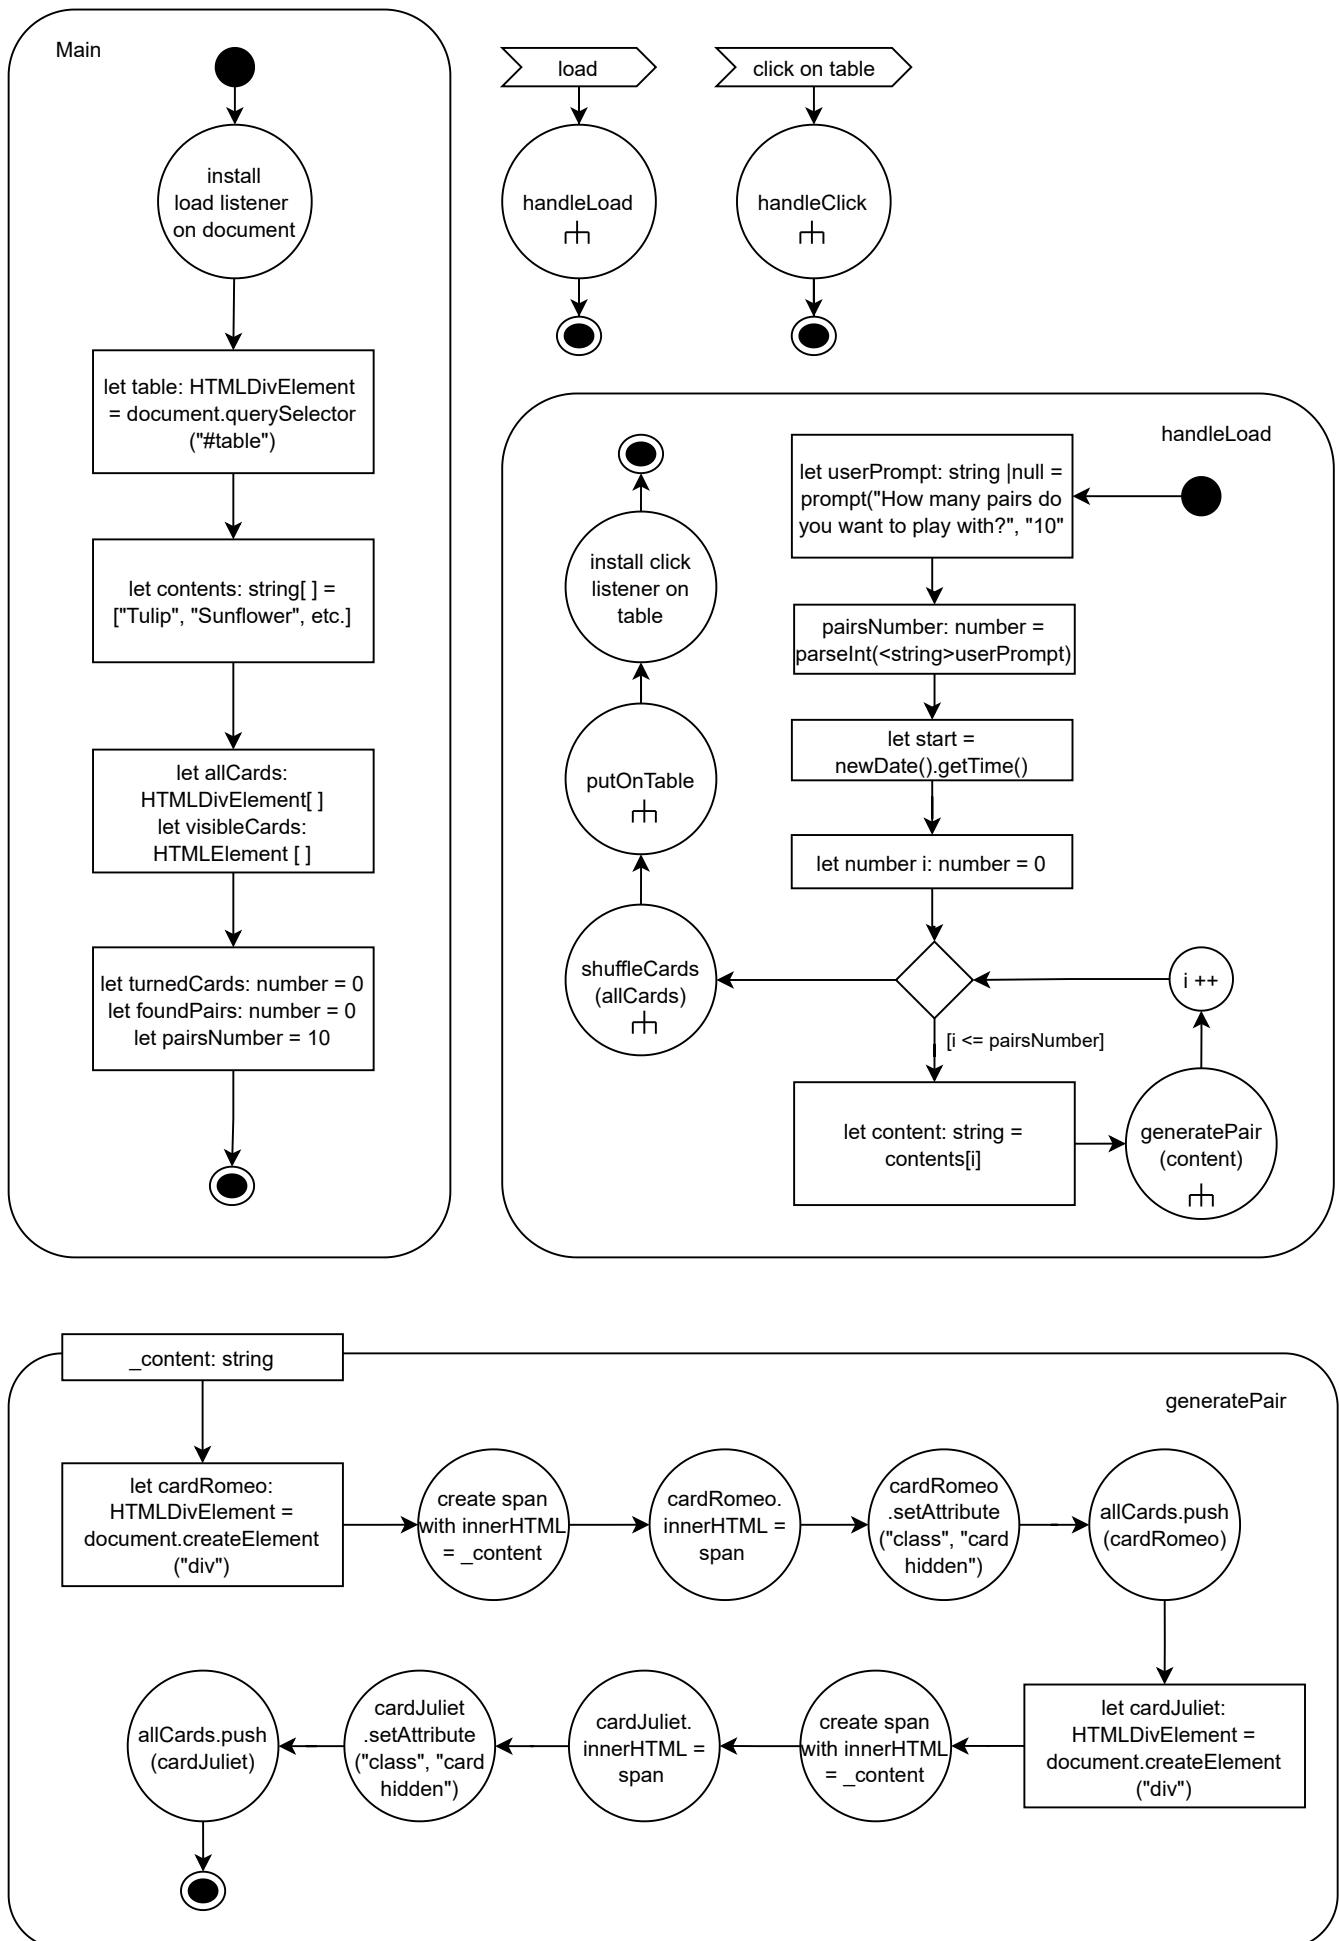 Main
install
load listener
on document
let table: HTMLDivElement
= document.querySelector
("#table")
let contents: string[ ] =
["Tulip", "Sunflower", etc.]
let allCards:
HTMLDivElement[ ]
let visibleCards:
HTMLElement [ ]
let turnedCards: number = 0
let foundPairs: number = 0
let pairsNumber = 10
load
handleLoad
click on table
handleClick
handleLoad
let userPrompt: string |null =
prompt("How many pairs do
you want to play with?", "10"
pairsNumber: number =
parseInt(<string>userPrompt)
let start =
newDate().getTime()
let number i: number = 0
[i <= pairsNumber]
let content: string =
contents[i]
generatePair
(content)
i ++
shuffleCards
(allCards)
putOnTable
install click
listener on
table
generatePair
_content: string
let cardRomeo:
HTMLDivElement =
document.createElement
("div")
create span
with innerHTML
= _content
cardRomeo.
innerHTML =
span
cardRomeo
.setAttribute
("class", "card
hidden")
allCards.push
(cardRomeo)
let cardJuliet:
HTMLDivElement =
document.createElement
("div")
create span
with innerHTML
= _content
cardJuliet.
innerHTML =
span
cardJuliet
.setAttribute
("class", "card
hidden")
allCards.push
(cardJuliet)